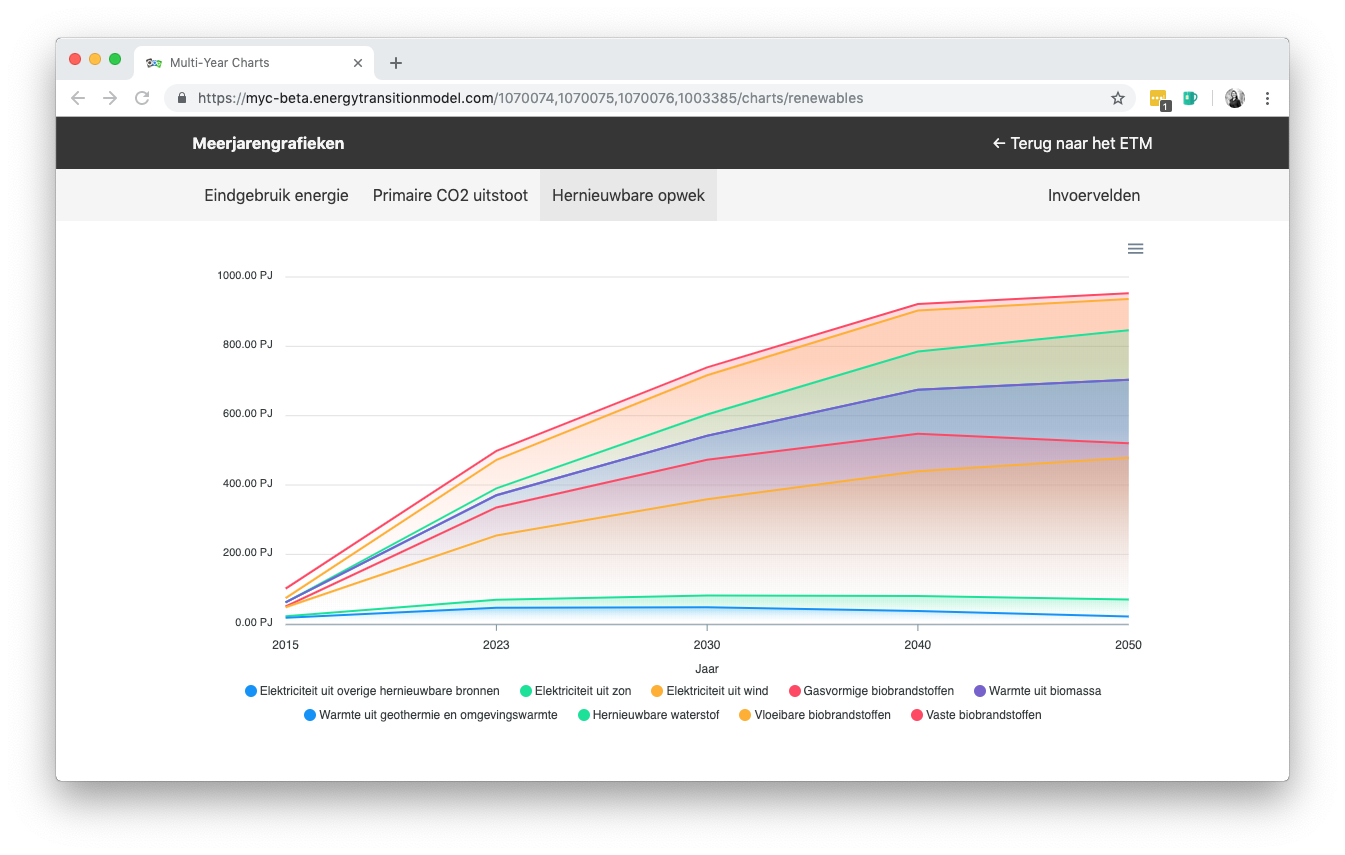 Multi-Year Charts
https://myc-beta.energytransitionmodel.com/1070074,1070075,1070076,1003385/charts/renewables
1
Meerjarengrafieken
← Terug naar het ETM
Eindgebruik energie
Primaire CO2 uitstoot
Hernieuwbare opwek
Invoervelden
1000.00 PJ
800.00 PJ
600.00 PJ
400.00 PJ
200.00 PJ
0.00 PJ
2015 2023 2030 2040 2050
Jaar
Elektriciteit uit overige hernieuwbare bronnen Elektriciteit uit zon Elektriciteit uit wind Gasvormige biobrandstoffen Warmte uit biomassa
Warmte uit geothermie en omgevingswarmte Hernieuwbare waterstof Vloeibare biobrandstoffen Vaste biobrandstoffen